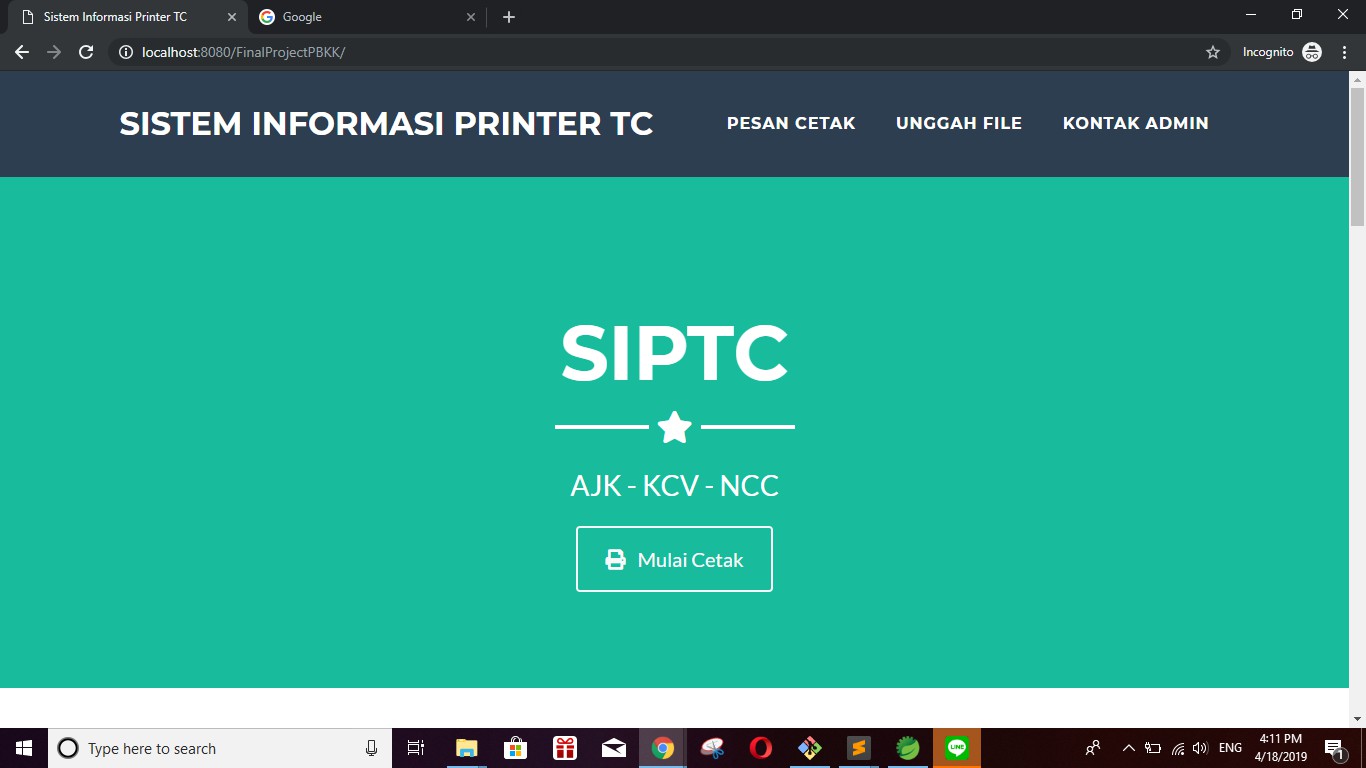 Sistem Informasi Printer TC
Google
localhost:8080/FinalProjectPBKK/
Incognito
SISTEM INFORMASI PRINTER TC
PESAN CETAK
UNGGAH FILE
KONTAK ADMIN
SIPTC
AJK - KCV - NCC
Mulai Cetak
Type here to search
LINE
ENG
4:11 PM
4/18/2019
1